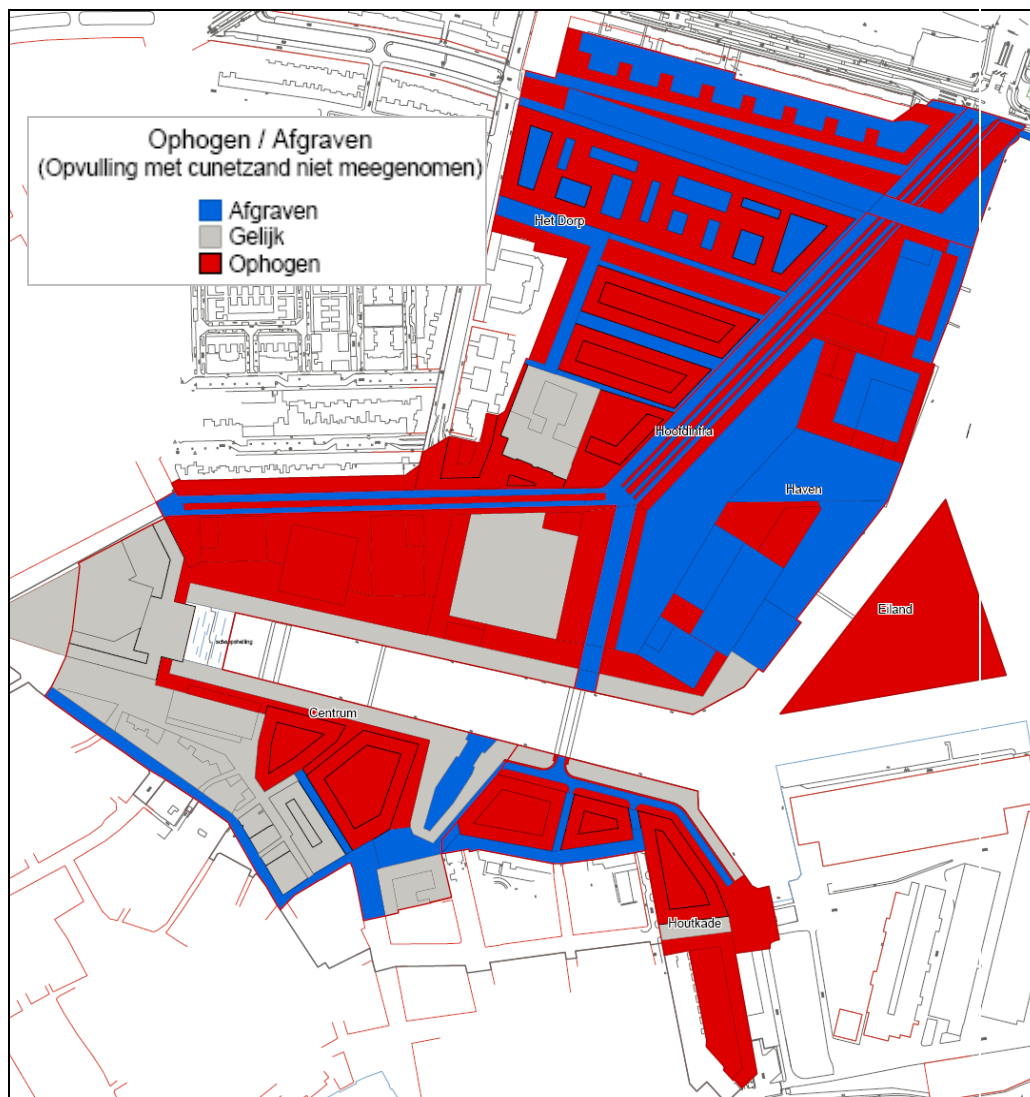 Ophogen / Afgraven
(Opvulling met cunetzand niet meegenomen)
Afgraven
Gelijk
Ophogen
Het Dorp
Hoofdinfra
Haven
Eiland
Centrum
Houtkade